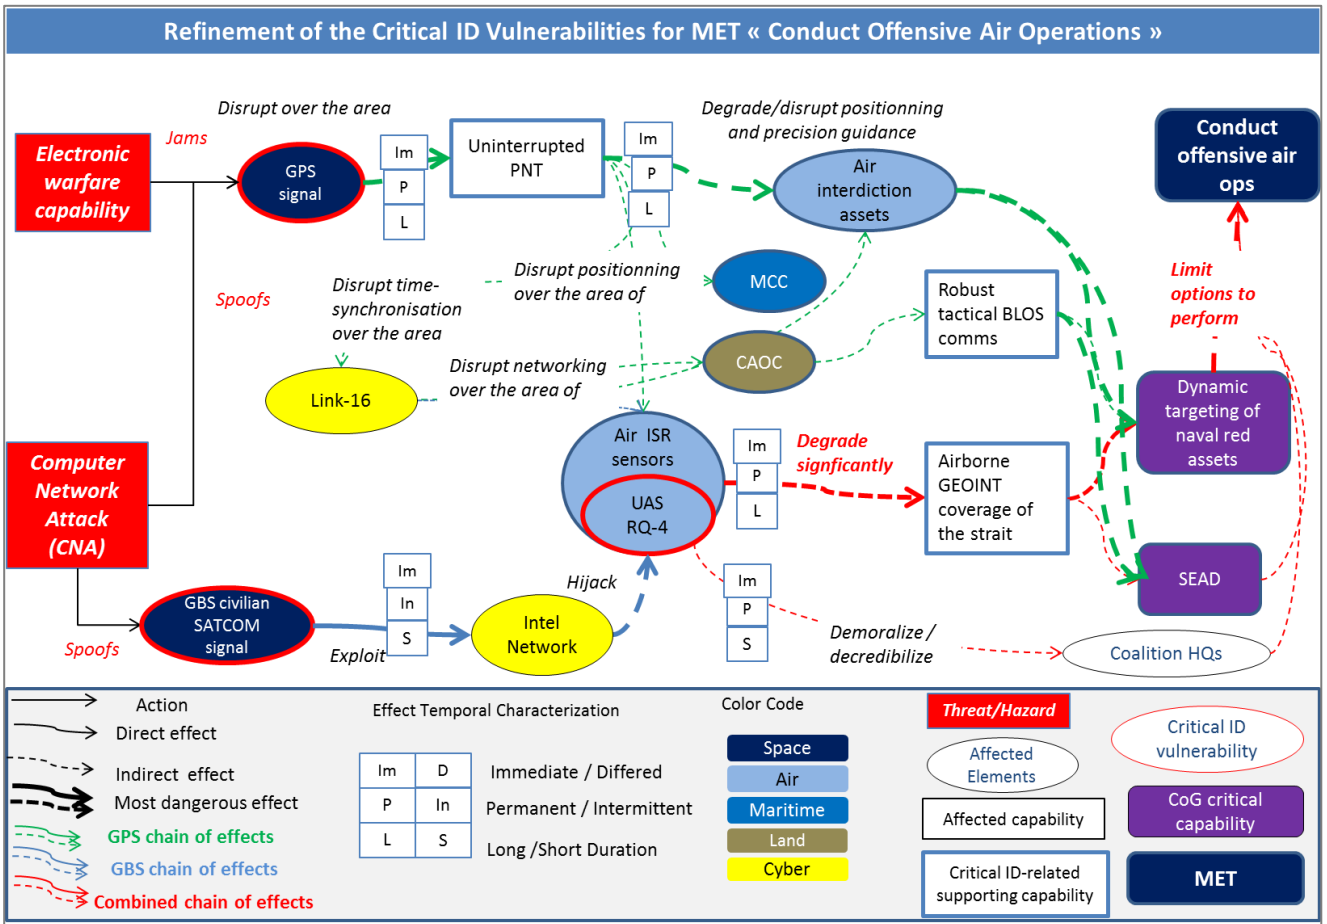 Refinement of the Critical ID Vulnerabilities for MET « Conduct Offensive Air Operations »
Disrupt over the area
Degrade/disrupt positionning
and precision guidance
Jams
Electronic
warfare
capability
GPS
signal
Im
P
L
Uninterrupted
PNT
Im
P
L
Air
interdiction
assets
Conduct
offensive air
ops
Spoofs
Disrupt time-
synchronisation
over the area
Disrupt positionning
over the area of
MCC
Robust
tactical BLOS
comms
Limit
options to
perform
Link-16
Disrupt networking
over the area of
CAOC
Dynamic
targeting of
naval red
assets
Computer
Network
Attack
(CNA)
Air ISR
sensors
UAS
RQ-4
Im
P
L
Degrade
signficantly
Airborne
GEOINT
coverage of
the strait
SEAD
Spoofs
GBS civilian
SATCOM
signal
Exploit
Im
In
S
Intel
Network
Hijack
Im
P
S
Demoralize /
decredibilize
Coalition HQs
Action
Direct effect
Indirect effect
Most dangerous effect
GPS chain of effects
GBS chain of effects
Combined chain of effects
Effect Temporal Characterization
Im D Immediate / Differed
P In Permanent / Intermittent
L S Long /Short Duration
Color Code
Space
Air
Maritime
Land
Cyber
Threat/Hazard
Affected
Elements
Affected capability
Critical ID-related
supporting capability
Critical ID
vulnerability
CoG critical
capability
MET